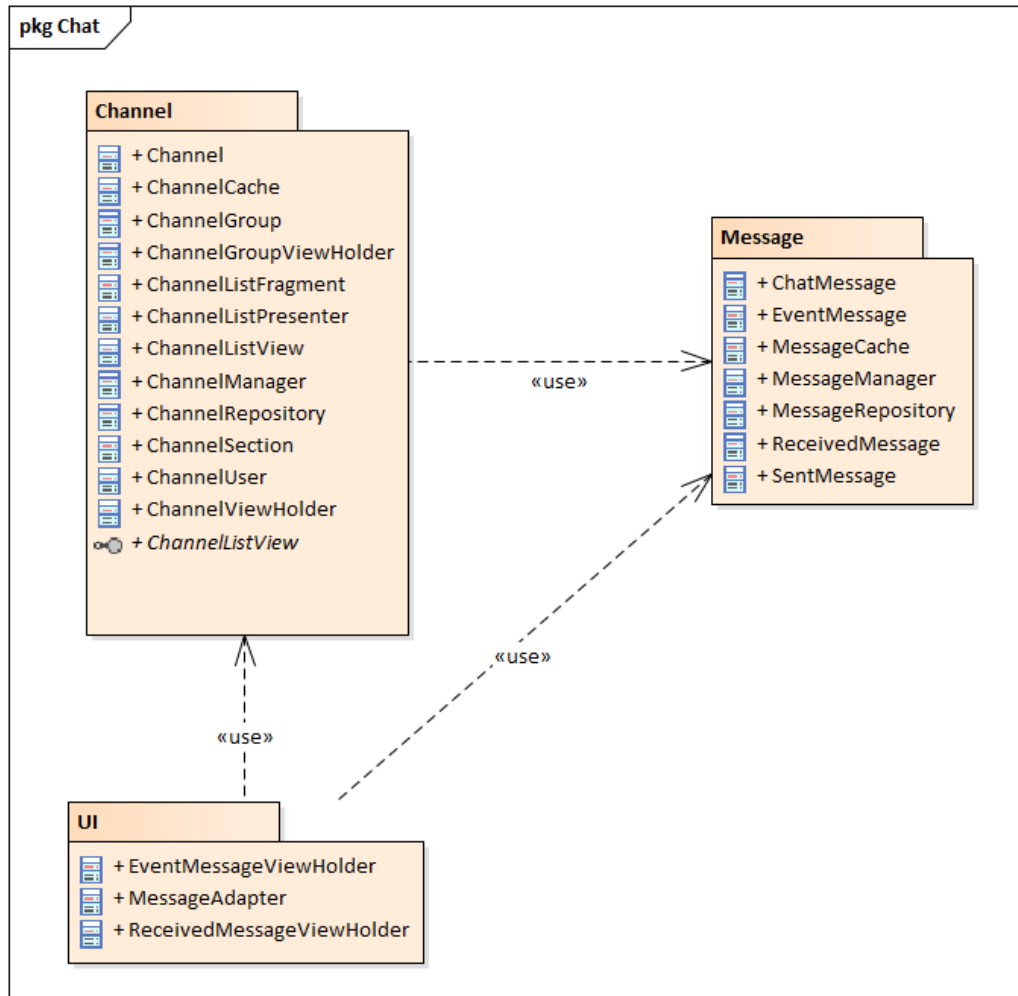 pkg Chat
Channel
+ Channel
+ ChannelCache
+ ChannelGroup
+ ChannelGroupViewHolder
+ ChannelListFragment
+ ChannelListPresenter
+ ChannelListView
+ ChannelManager
+ ChannelRepository
+ ChannelSection
+ ChannelUser
+ ChannelViewHolder
+ ChannelListView
«use»
Message
+ ChatMessage
+ EventMessage
+ MessageCache
+ MessageManager
+ MessageRepository
+ ReceivedMessage
+ SentMessage
«use»
«use»
UI
+ EventMessageViewHolder
+ MessageAdapter
+ ReceivedMessageViewHolder